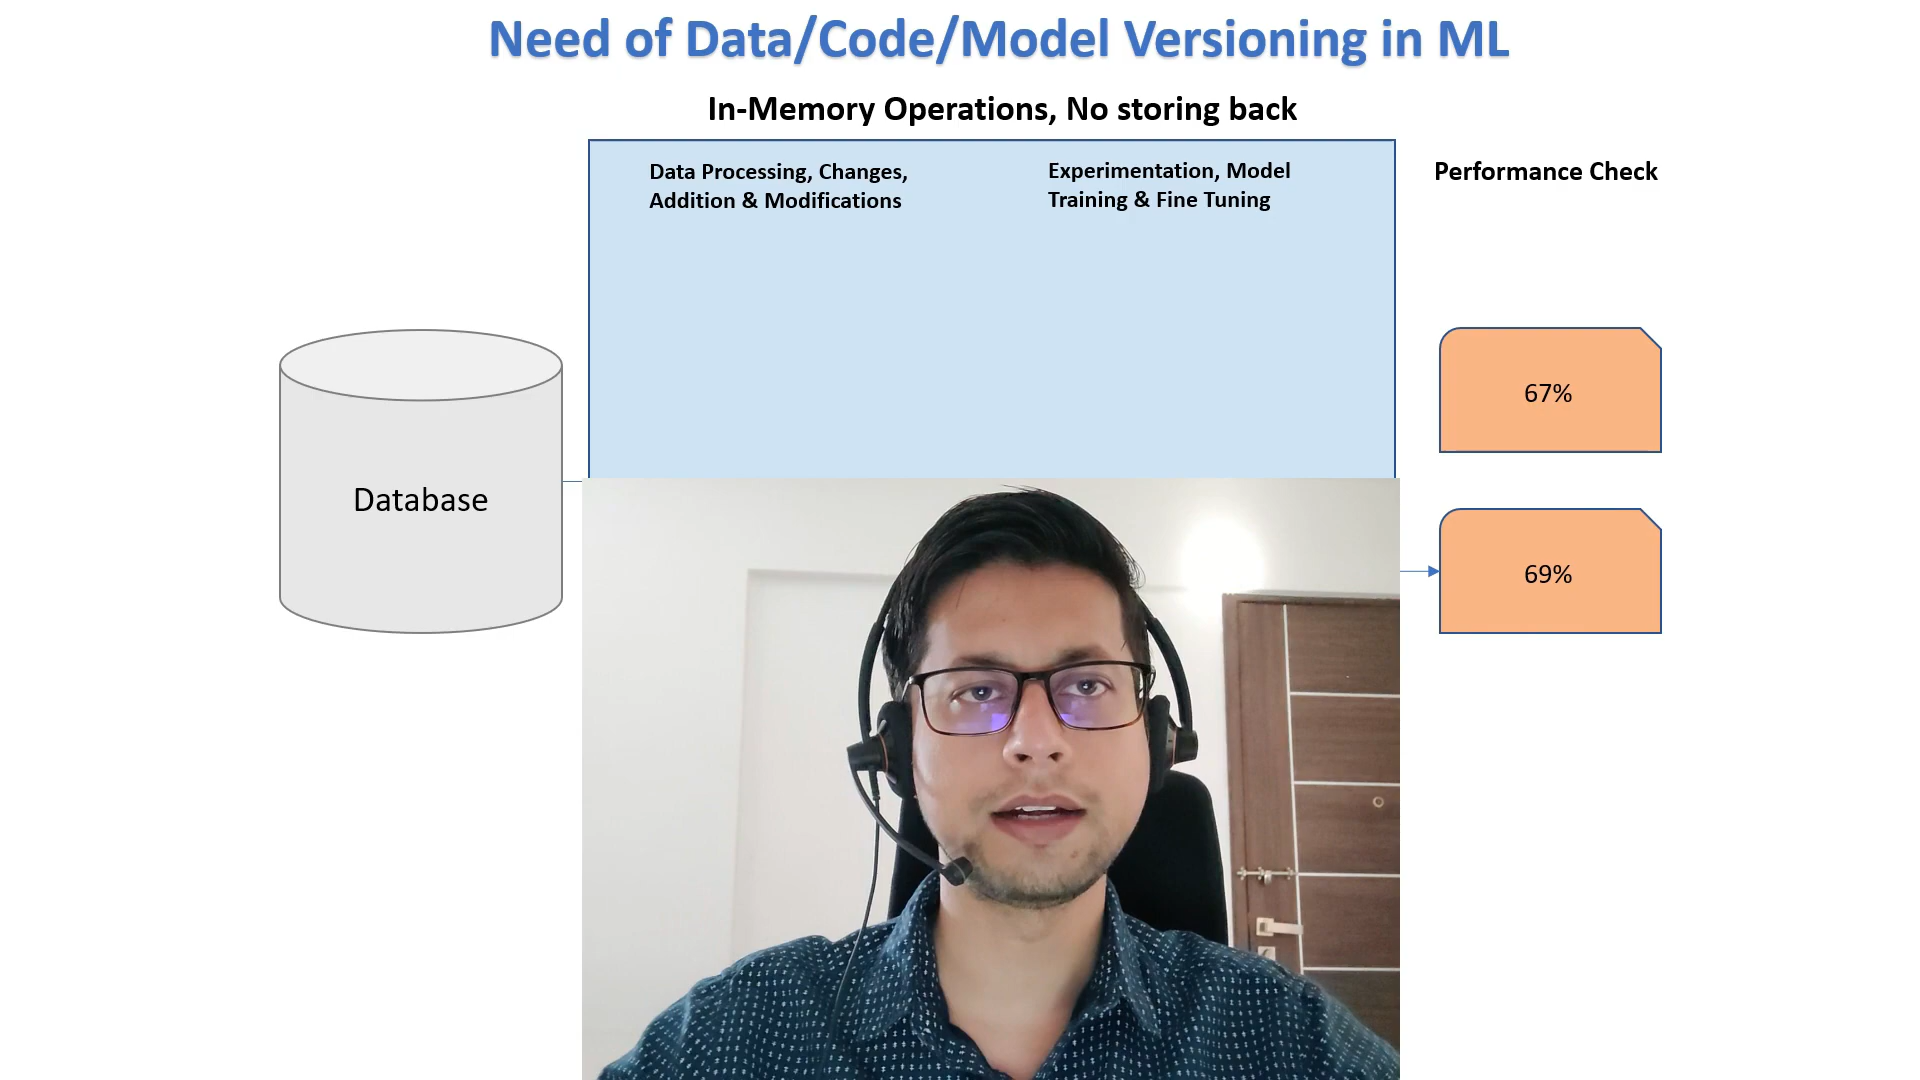 Need of Data/Code/Model Versioning in ML
In-Memory Operations, No storing back
Data Processing, Changes,
Addition & Modifications
Experimentation, Model
Training & Fine Tuning
Performance Check
67%
Database
69%